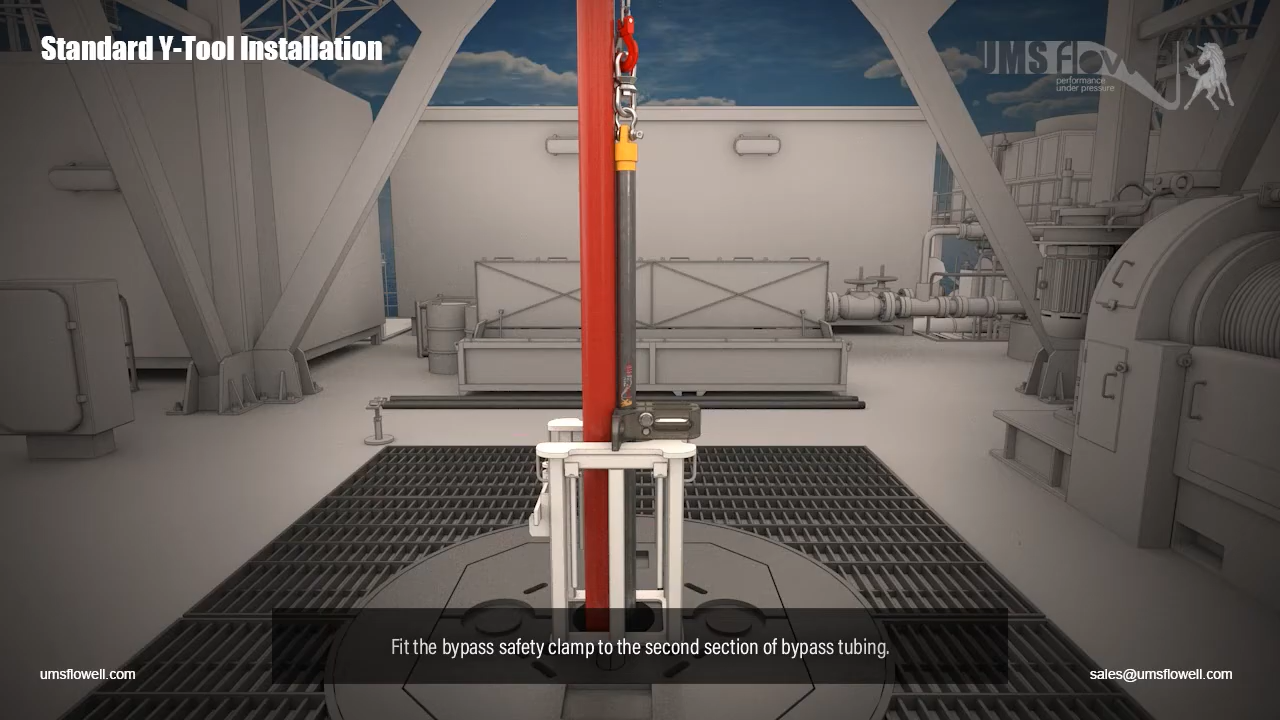 Standard Y-Tool Installation
UMS flow
performance
under pressure
Fit the bypass safety clamp to the second section of bypass tubing.
umsflowell.com
sales@umsflowell.com